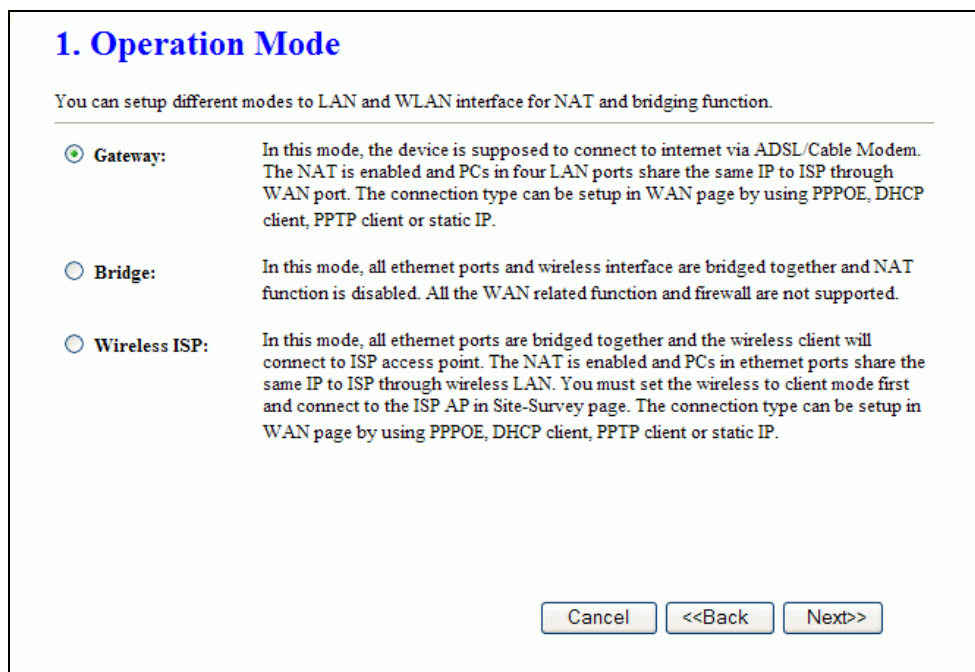 1. Operation Mode
You can setup different modes to LAN and WLAN interface for NAT and bridging function.
Gateway:
In this mode, the device is supposed to connect to internet via ADSL/Cable Modem.
The NAT is enabled and PCs in four LAN ports share the same IP to ISP through
WAN port. The connection type can be setup in WAN page by using PPPOE, DHCP
client, PPTP client or static IP.
Bridge:
In this mode, all ethernet ports and wireless interface are bridged together and NAT
function is disabled. All the WAN related function and firewall are not supported.
Wireless ISP:
In this mode, all ethernet ports are bridged together and the wireless client will
connect to ISP access point. The NAT is enabled and PCs in ethernet ports share the
same IP to ISP through wireless LAN. You must set the wireless to client mode first
and connect to the ISP AP in Site-Survey page. The connection type can be setup in
WAN page by using PPPOE, DHCP client, PPTP client or static IP.
Cancel
<<Back
Next>>